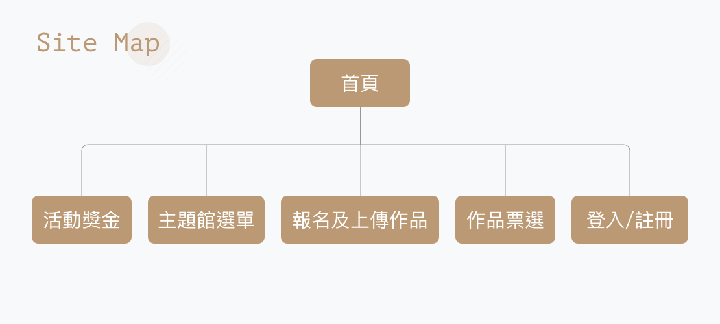 Site Map
首頁
活動獎金
主題館選單
報名及上傳作品
作品票選
登入/註冊